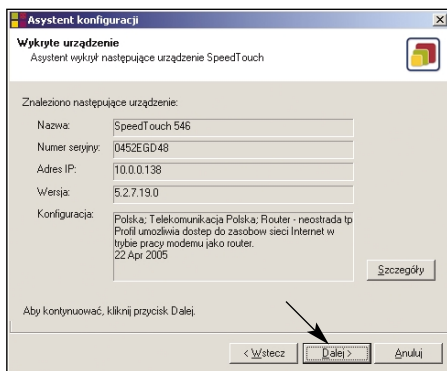 Asystent konfiguracji
Wykryte urządzenie
Asystent wykrył następujące urządzenie SpeedTouch
Znaleziono następujące urządzenie:
Nazwa: SpeedTouch 546
Numer seryjny: 0452EGD48
Adres IP: 10.0.0.138
Wersja: 5.2.7.19.0
Konfiguracja: Polska; Telekomunikacja Polska; Router - neostrada tp
Profil umozliwia dostep do zasobow sieci Internet w
trybie pracy modemu jako router.
22 Apr 2005
Szczegóły
Aby kontynuować, kliknij przycisk Dalej.
< Wstecz Dalej > Anuluj